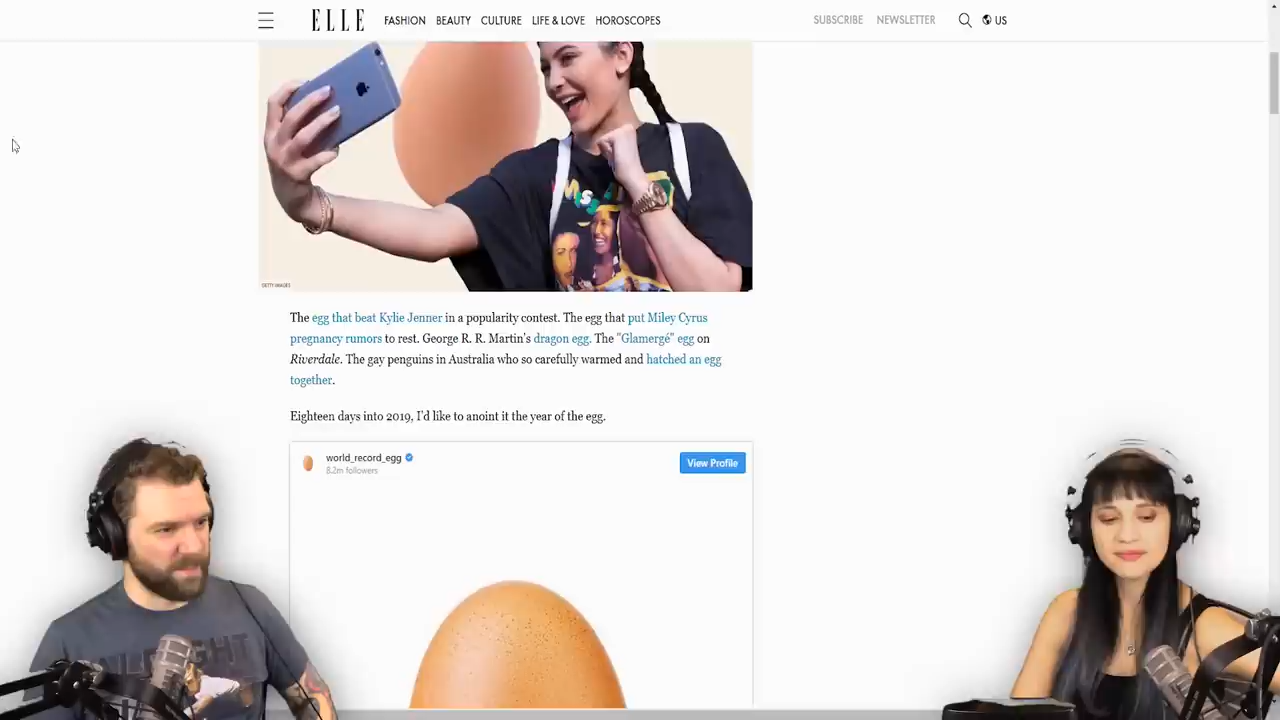 ELLE FASHION BEAUTY CULTURE LIFE & LOVE HOROSCOPES SUBSCRIBE NEWSLETTER US
GETTY IMAGES
The egg that beat Kylie Jenner in a popularity contest. The egg that put Miley Cyrus
pregnancy rumors to rest. George R. R. Martin's dragon egg. The "Glamergé" egg on
Riverdale. The gay penguins in Australia who so carefully warmed and hatched an egg
together.
Eighteen days into 2019, I'd like to anoint it the year of the egg.
world_record_egg
8.2m followers
View Profile